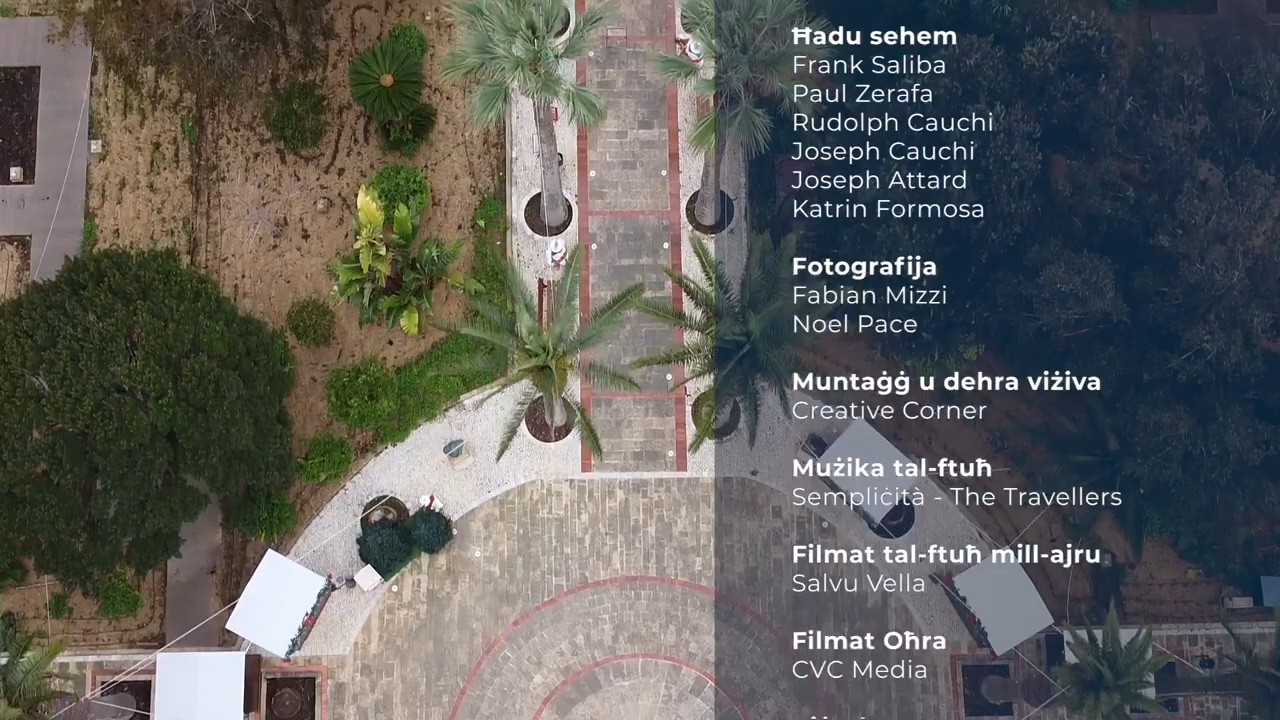 Ħadu sehem
Frank Saliba
Paul Zerafa
Rudolph Cauchi
Joseph Cauchi
Joseph Attard
Katrin Formosa
Fotografija
Fabian Mizzi
Noel Pace
Muntaġġ u dehra viżiva
Creative Corner
Mużika tal-ftuħ
Sempliċità - The Travellers
Filmat tal-ftuħ mill-ajru
Salvu Vella
Filmat Oħra
CVC Media